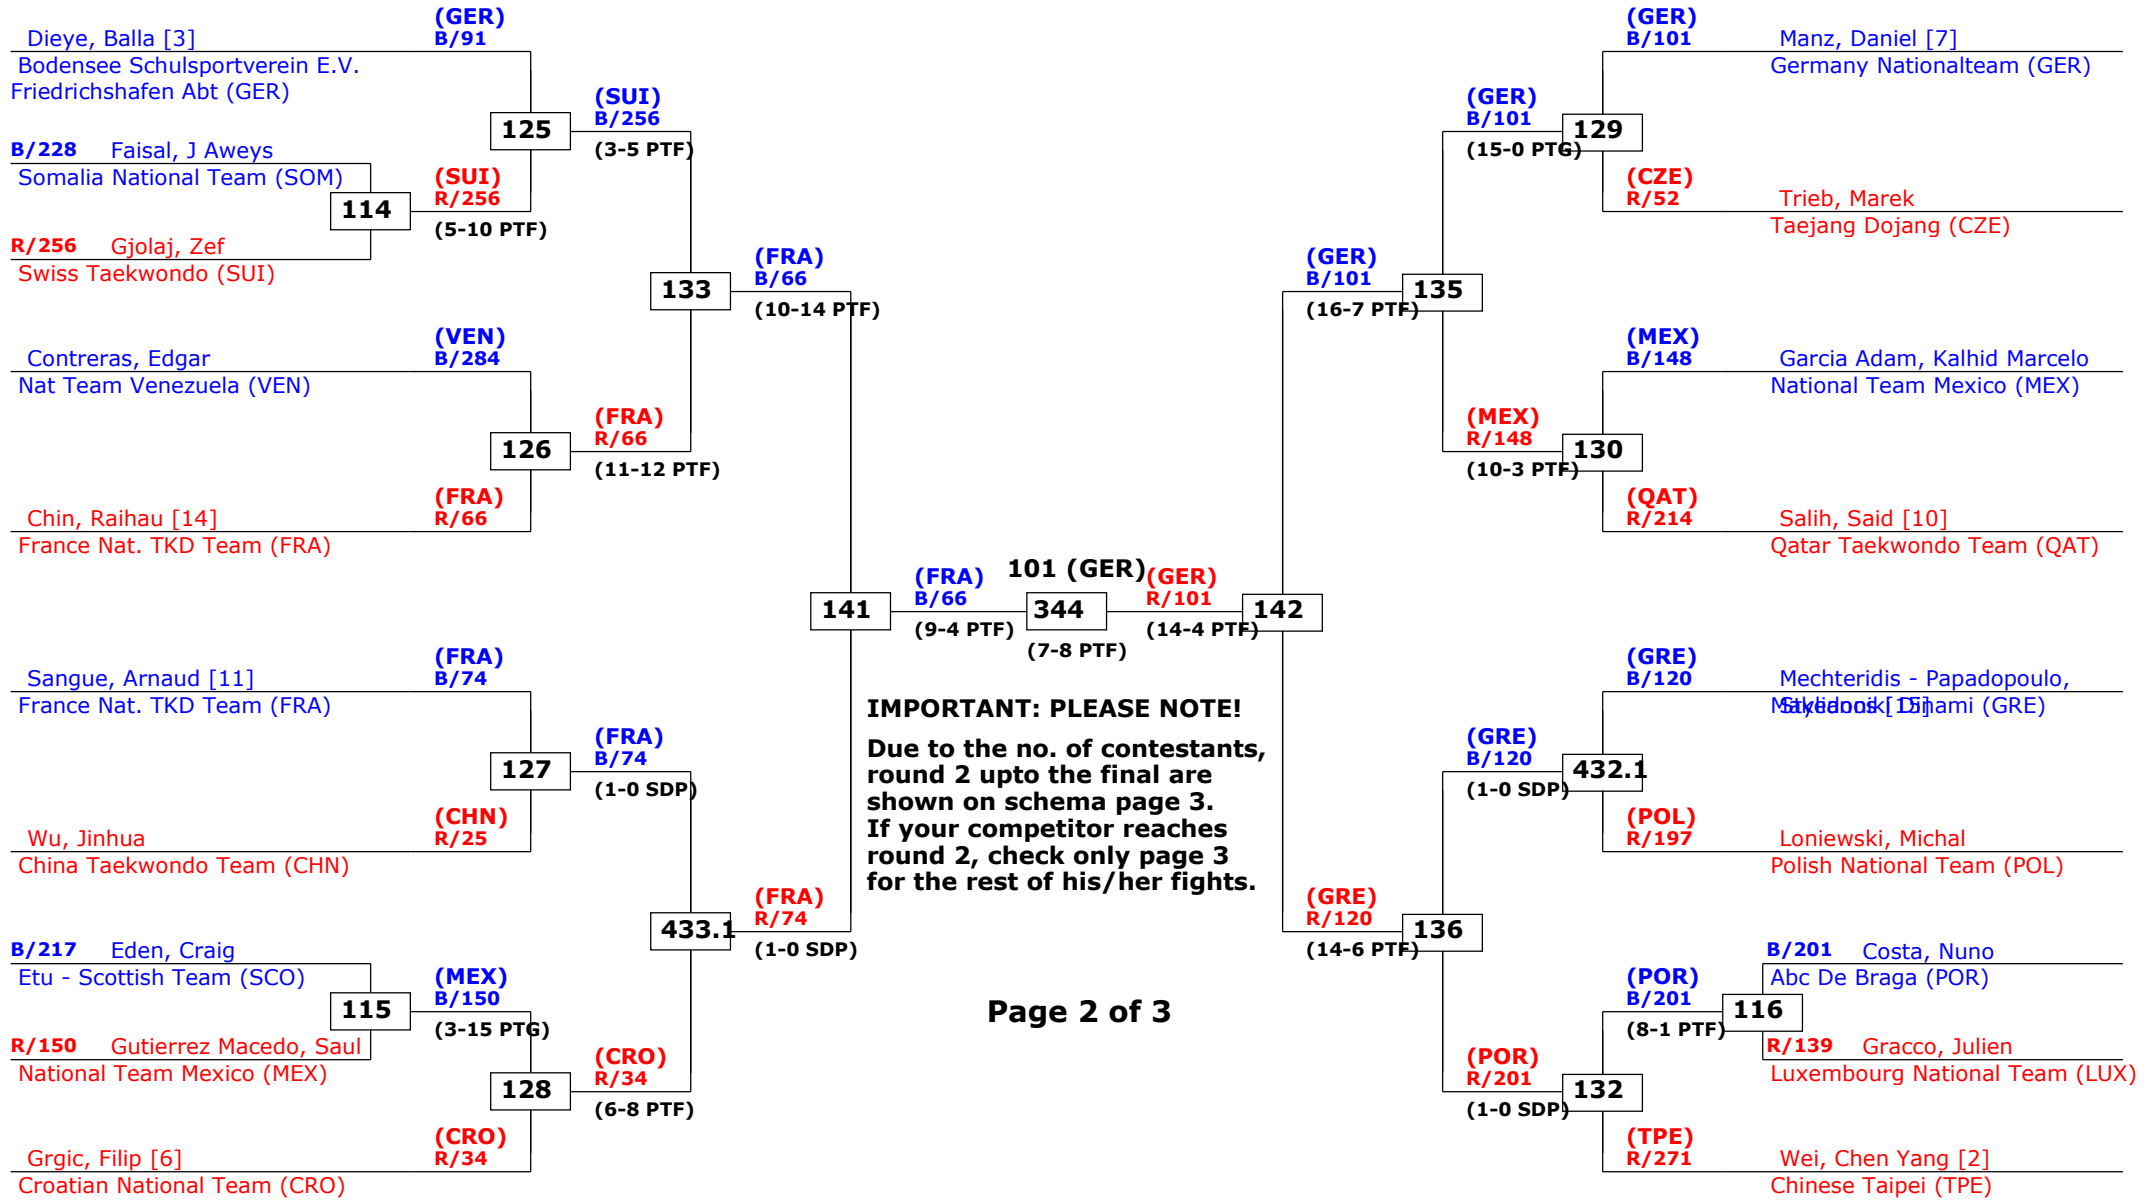 (GER)
B/91
Dieye, Balla [3]
Bodensee Schulsportverein E.V.
Friedrichshafen Abt (GER)
125
(SUI)
B/256
(3-5 PTF)
B/228 Faisal, J Aweys
Somalia National Team (SOM)
114
(SUI)
R/256
(5-10 PTF)
R/256 Gjolaj, Zef
Swiss Taekwondo (SUI)
133
(FRA)
B/66
(10-14 PTF)
(VEN)
B/284
Contreras, Edgar
Nat Team Venezuela (VEN)
126
(FRA)
R/66
(11-12 PTF)
(FRA)
R/66
Chin, Raihau [14]
France Nat. TKD Team (FRA)
141
(FRA)
B/66
(9-4 PTF)
101 (GER)
344
(7-8 PTF)
(GER)
R/101
(14-4 PTF)
142
(FRA)
B/74
Sangue, Arnaud [11]
France Nat. TKD Team (FRA)
127
(FRA)
B/74
(1-0 SDP)
(CHN)
R/25
Wu, Jinhua
China Taekwondo Team (CHN)
433.1
(FRA)
R/74
(1-0 SDP)
B/217 Eden, Craig
Etu - Scottish Team (SCO)
115
(MEX)
B/150
(3-15 PTG)
R/150 Gutierrez Macedo, Saul
National Team Mexico (MEX)
128
(CRO)
R/34
(6-8 PTF)
(CRO)
R/34
Grgic, Filip [6]
Croatian National Team (CRO)
IMPORTANT: PLEASE NOTE!
Due to the no. of contestants,
round 2 upto the final are
shown on schema page 3.
If your competitor reaches
round 2, check only page 3
for the rest of his/her fights.
Page 2 of 3
(GER)
B/101
Manz, Daniel [7]
Germany Nationalteam (GER)
(GER)
B/101
(15-0 PTG)
129
(CZE)
R/52
Trieb, Marek
Taejang Dojang (CZE)
(GER)
B/101
(16-7 PTF)
135
(MEX)
B/148
Garcia Adam, Kalhid Marcelo
National Team Mexico (MEX)
(MEX)
R/148
(10-3 PTF)
130
(QAT)
R/214
Salih, Said [10]
Qatar Taekwondo Team (QAT)
(GRE)
B/120
Mechteridis - Papadopoulo,
[15]
(GRE)
(GRE)
B/120
(1-0 SDP)
432.1
(POL)
R/197
Loniewski, Michal
Polish National Team (POL)
(GRE)
R/120
(14-6 PTF)
136
B/201 Costa, Nuno
Abc De Braga (POR)
(POR)
B/201
(8-1 PTF)
116
R/139 Gracco, Julien
Luxembourg National Team (LUX)
(POR)
R/201
(1-0 SDP)
132
(TPE)
R/271
Wei, Chen Yang [2]
Chinese Taipei (TPE)